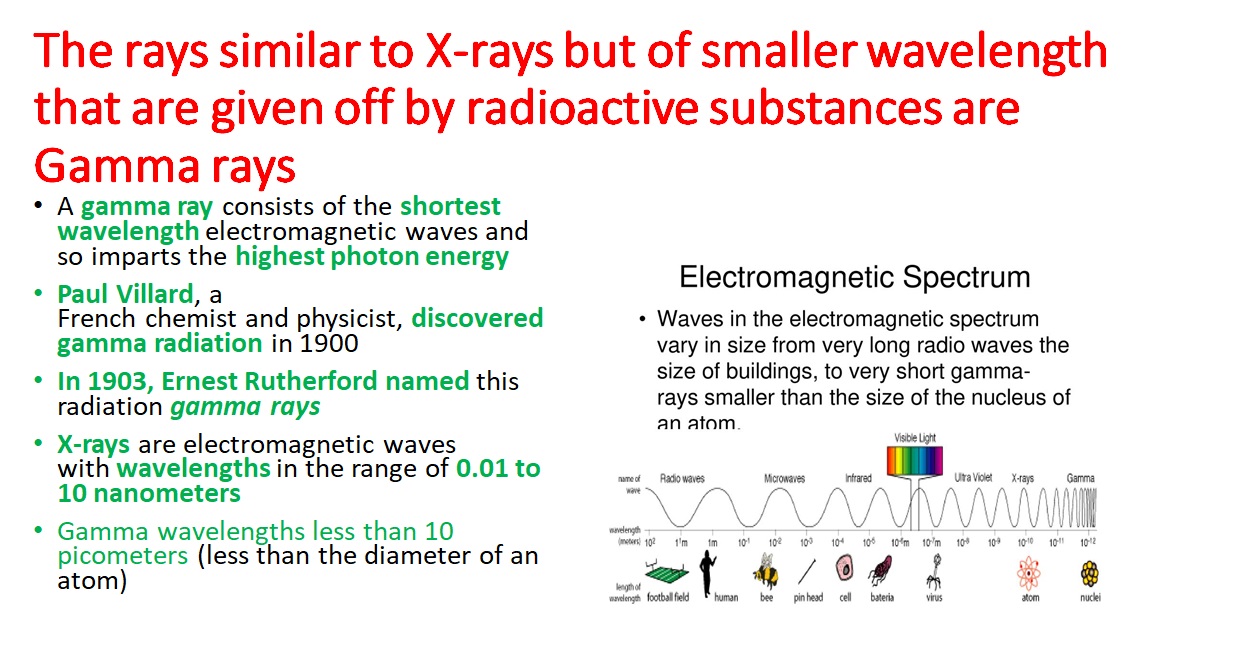 The rays similar to X-rays but of smaller wavelength
that are given off by radioactive substances are
Gamma rays
• A gamma ray consists of the shortest
wavelength electromagnetic waves and
so imparts the highest photon energy
• Paul Villard, a
French chemist and physicist, discovered
gamma radiation in 1900
• In 1903, Ernest Rutherford named this
radiation gamma rays
• X-rays are electromagnetic waves
with wavelengths in the range of 0.01 to
10 nanometers
• Gamma wavelengths less than 10
picometers (less than the diameter of an
atom)
Electromagnetic Spectrum
• Waves in the electromagnetic spectrum
vary in size from very long radio waves the
size of buildings, to very short gamma-
rays smaller than the size of the nucleus of
an atom.
Visible Light
name of
wave
Radio waves Microwaves Infrared Ultra Violet X-rays Gamma
wavelength
(meters) 10² 1¹m 1m 10-¹ 10-² 10-³ 10-⁴ 10-⁵ 10-⁶m 10-⁷m 10-⁸ 10-⁹ 10-¹⁰ 10-¹¹ 10-¹²
length of
wavelength football field human bee pin head cell bateria virus atom nuclei